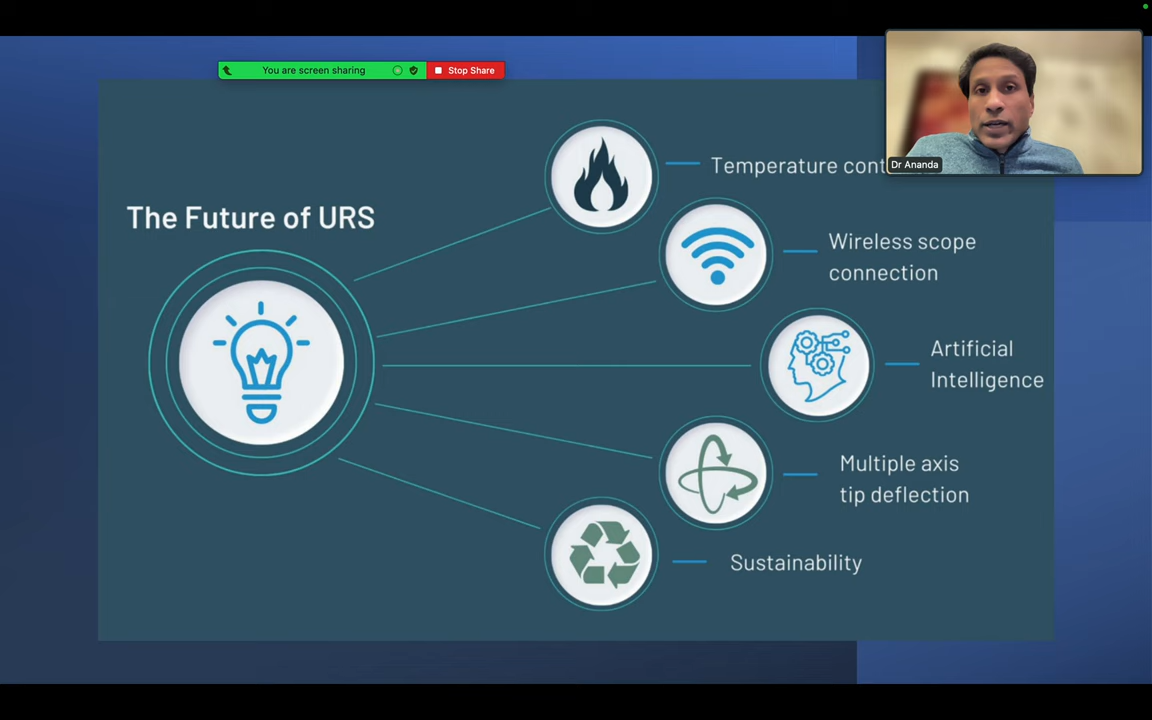 You are screen sharing
Stop Share
Dr Ananda
The Future of URS
Temperature
Wireless scope
connection
Artificial
Intelligence
Multiple axis
tip deflection
Sustainability